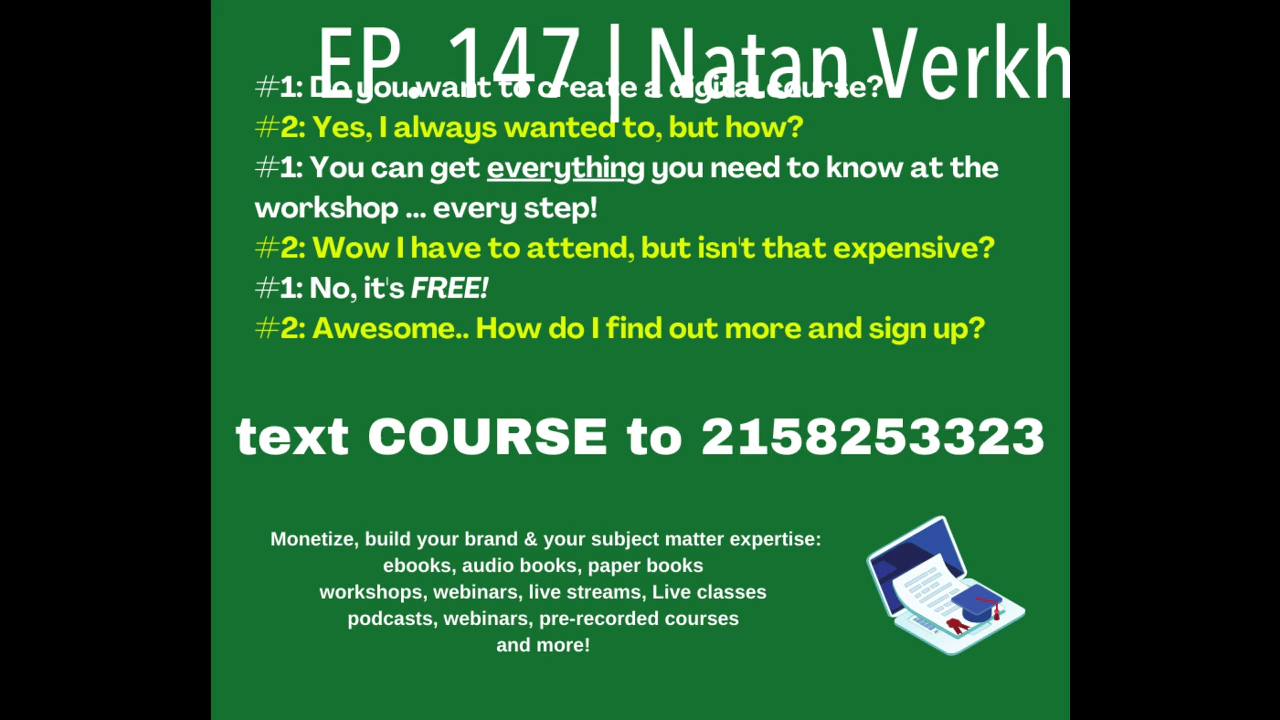 EP. 147 | Natan Verkh
#1: Do you want to create a digital course?
#2: Yes, I always wanted to, but how?
#1: You can get everything you need to know at the
workshop ... every step!
#2: Wow I have to attend, but isn't that expensive?
#1: No, it's FREE!
#2: Awesome.. How do I find out more and sign up?
text COURSE to 2158253323
Monetize, build your brand & your subject matter expertise:
ebooks, audio books, paper books
workshops, webinars, live streams, Live classes
podcasts, webinars, pre-recorded courses
and more!